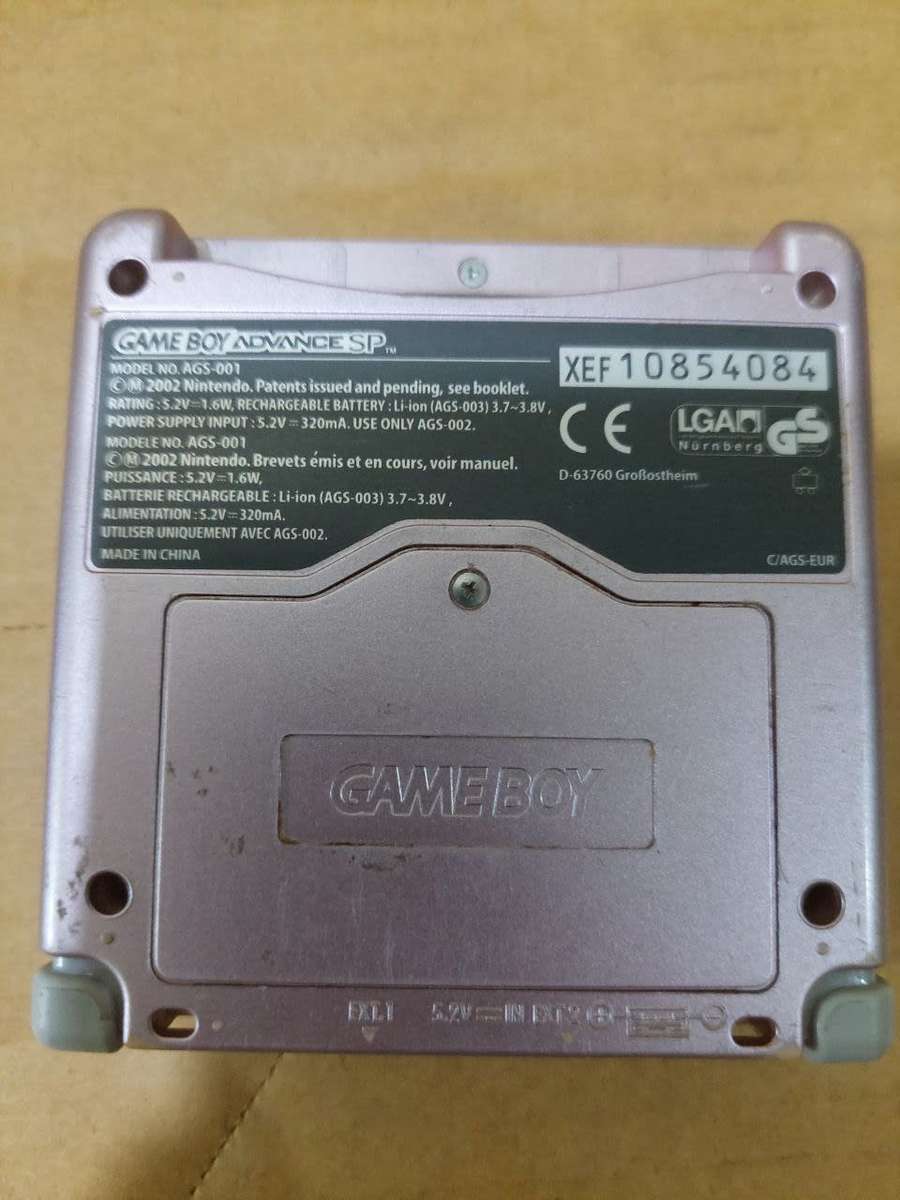 GAME BOY ADVANCE SP™
MODEL NO. AGS-001
©Ⓜ 2002 Nintendo. Patents issued and pending, see booklet.
RATING : 5.2V⎓1.6W, RECHARGEABLE BATTERY : Li-ion (AGS-003) 3.7~3.8V ,
POWER SUPPLY INPUT : 5.2V⎓320mA. USE ONLY AGS-002.
MODELE NO. AGS-001
©Ⓜ 2002 Nintendo. Brevets émis et en cours, voir manuel.
PUISSANCE : 5.2V⎓1.6W,
BATTERIE RECHARGEABLE : Li-ion (AGS-003) 3.7~3.8V ,
ALIMENTATION : 5.2V⎓320mA.
UTILISER UNIQUEMENT AVEC AGS-002.
MADE IN CHINA
XEF 10854084
CE
LGA
Nürnberg
GS
D-63760 Großostheim
C/AGS-EUR
GAME BOY
EXT.1 5.2V⎓IN EXT.2